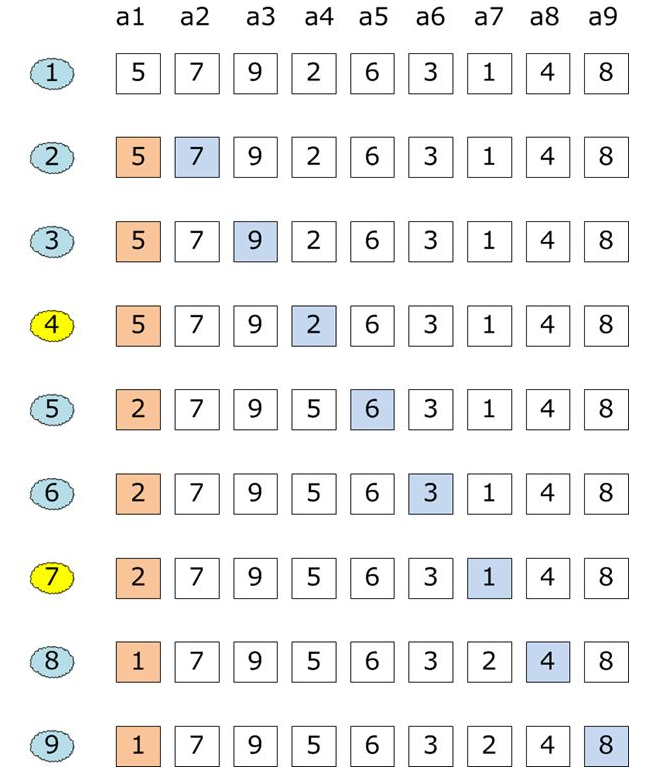 a1 a2 a3 a4 a5 a6 a7 a8 a9
1 5 7 9 2 6 3 1 4 8
2 5 7 9 2 6 3 1 4 8
3 5 7 9 2 6 3 1 4 8
4 5 7 9 2 6 3 1 4 8
5 2 7 9 5 6 3 1 4 8
6 2 7 9 5 6 3 1 4 8
7 2 7 9 5 6 3 1 4 8
8 1 7 9 5 6 3 2 4 8
9 1 7 9 5 6 3 2 4 8